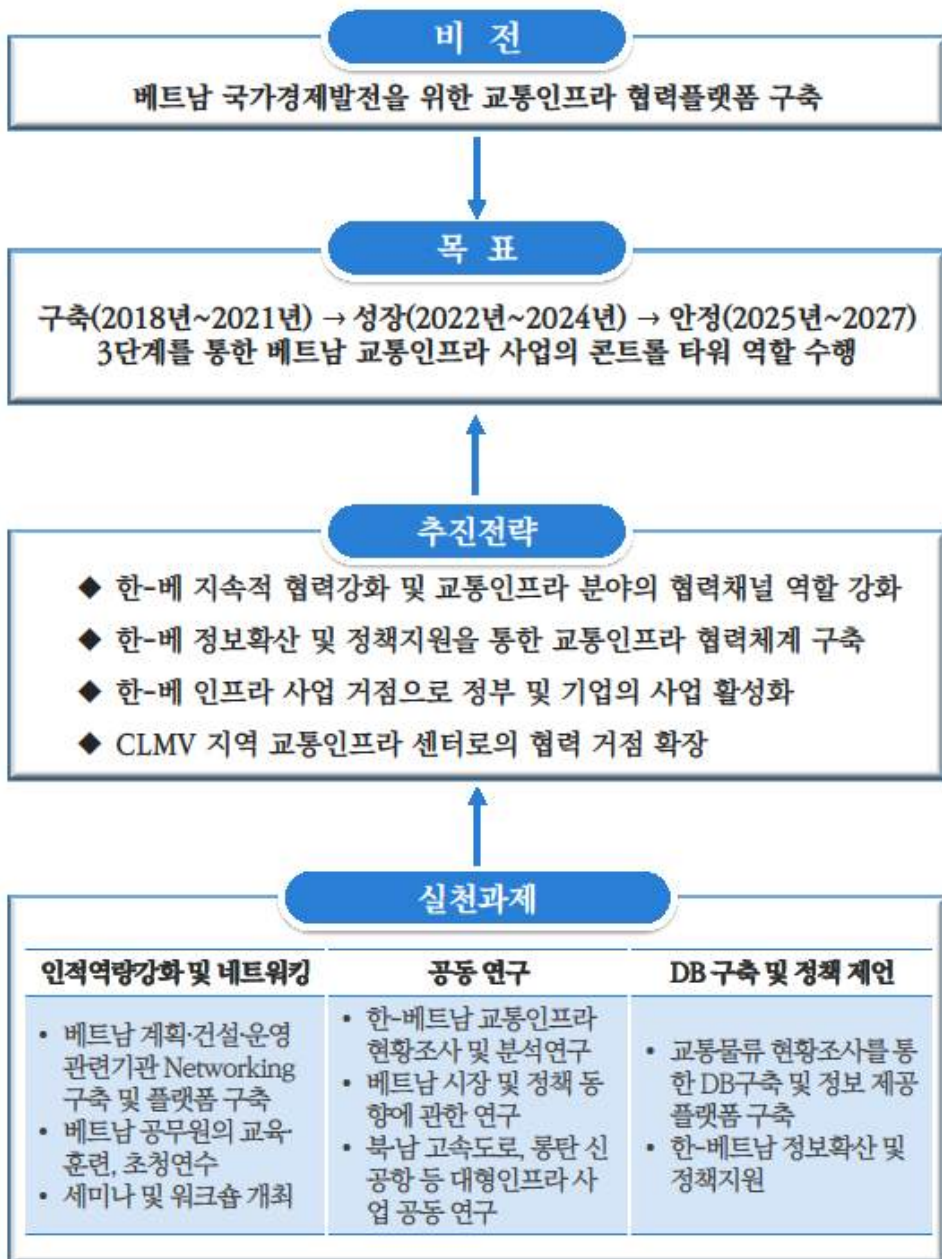 비 전
베트남 국가경제발전을 위한 교통인프라 협력플랫폼 구축
목 표
구축(2018년~2021년) → 성장(2022년~2024년) → 안정(2025년~2027)
3단계를 통한 베트남 교통인프라 사업의 콘트롤 타워 역할 수행
추진전략
◆ 한-베 지속적 협력강화 및 교통인프라 분야의 협력채널 역할 강화
◆ 한-베 정보확산 및 정책지원을 통한 교통인프라 협력체계 구축
◆ 한-베 인프라 사업 거점으로 정부 및 기업의 사업 활성화
◆ CLMV 지역 교통인프라 센터로의 협력 거점 확장
실천과제
인적역량강화 및 네트워킹
• 베트남 계획·건설·운영
관련기관 Networking
구축 및 플랫폼 구축
• 베트남 공무원의 교육·
훈련, 초청연수
• 세미나 및 워크숍 개최
공동 연구
• 한-베트남 교통인프라
현황조사 및 분석연구
• 베트남 시장 및 정책 동
향에 관한 연구
• 북·남 고속도로, 롱탄 신
공항 등 대형인프라 사
업 공동 연구
DB 구축 및 정책 제언
• 교통물류 현황조사를 통
한 DB구축 및 정보 제공
플랫폼 구축
• 한-베트남 정보확산 및
정책지원